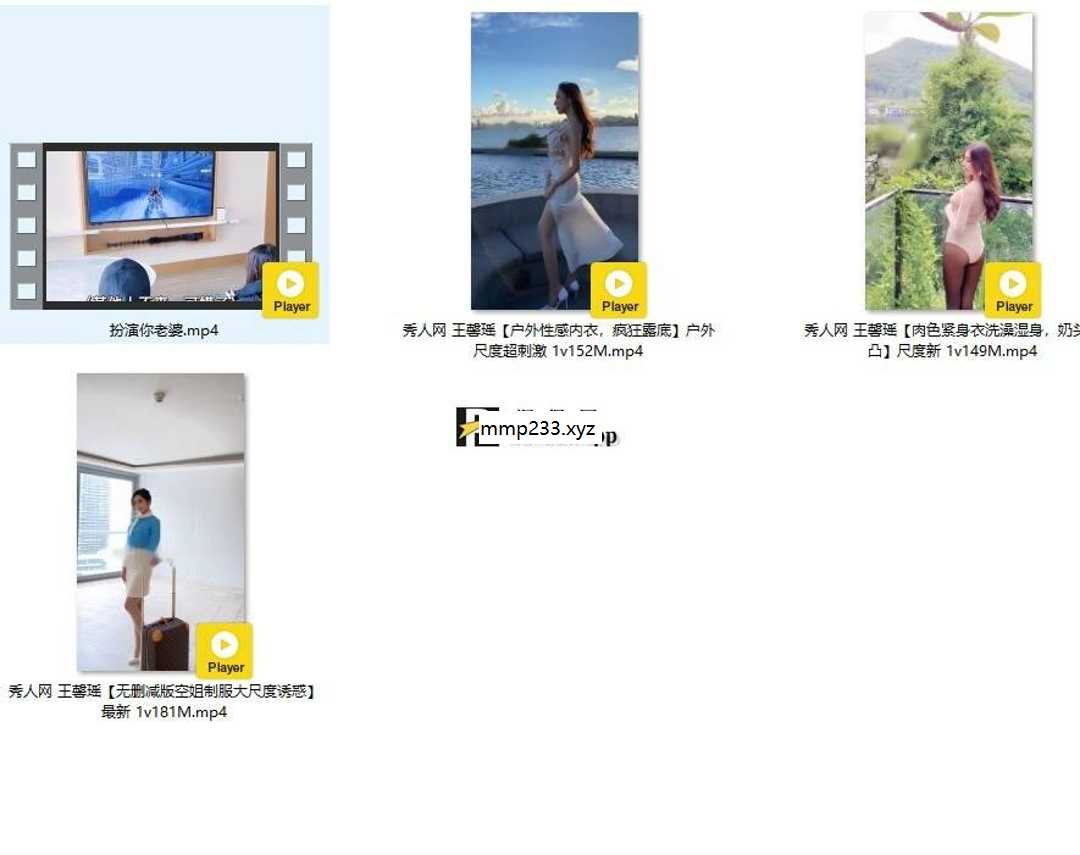 Player
扮演你老婆.mp4
Player
秀人网 王馨瑶【户外性感内衣，疯狂露底】户外
尺度超刺激 1v152M.mp4
Player
秀人网 王馨瑶【肉色紧身衣洗澡湿身，奶头
凸】尺度新 1v149M.mp4
mmp233.xyz
Player
秀人网 王馨瑶【无删减版空姐制服大尺度诱惑】
最新 1v181M.mp4